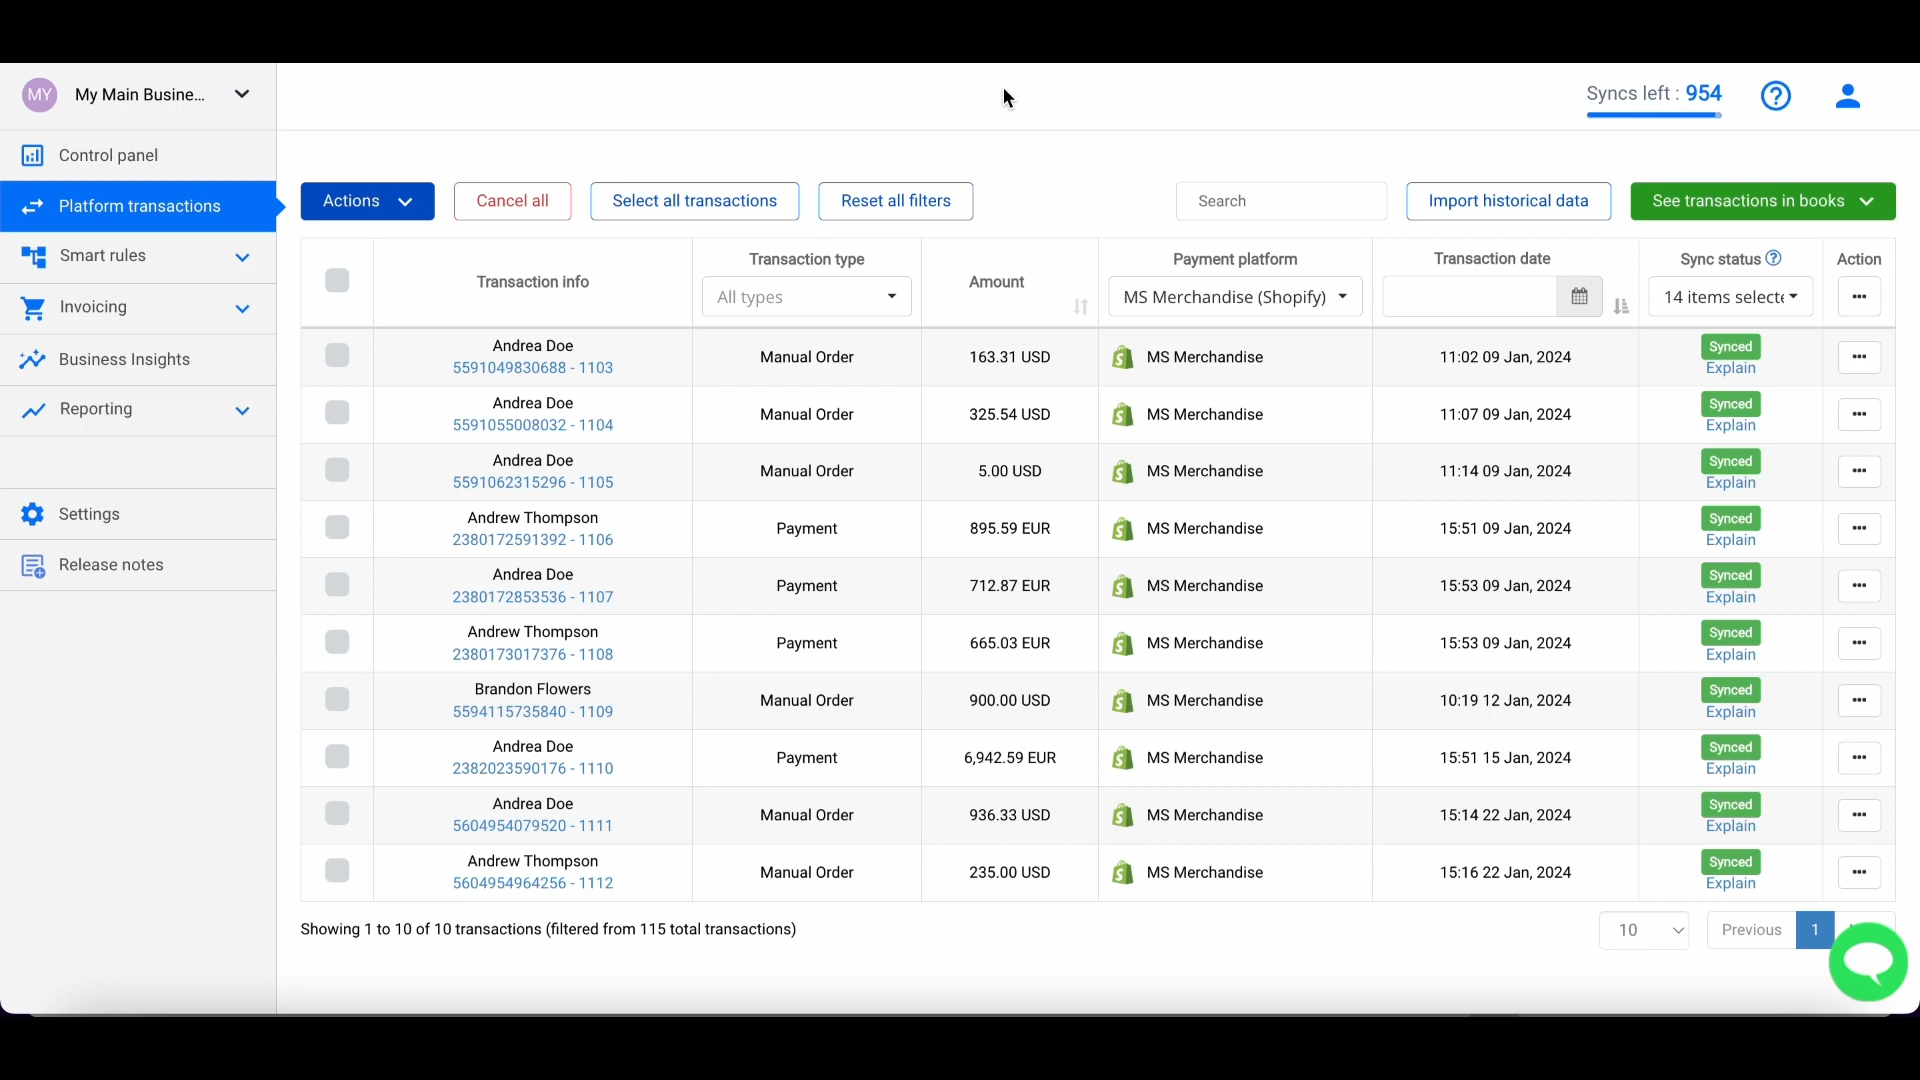 MY My Main Busine...
Syncs left : 954
Control panel
Platform transactions
Smart rules
Invoicing
Business Insights
Reporting
Settings
Release notes
Actions Cancel all Select all transactions Reset all filters Search Import historical data See transactions in books
Transaction info Transaction type Amount Payment platform Transaction date Sync status Action
All types MS Merchandise (Shopify) 14 items selecte
Andrea Doe
5591049830688 - 1103 Manual Order 163.31 USD MS Merchandise 11:02 09 Jan, 2024 Synced
Explain
Andrea Doe
5591055008032 - 1104 Manual Order 325.54 USD MS Merchandise 11:07 09 Jan, 2024 Synced
Explain
Andrea Doe
5591062315296 - 1105 Manual Order 5.00 USD MS Merchandise 11:14 09 Jan, 2024 Synced
Explain
Andrew Thompson
2380172591392 - 1106 Payment 895.59 EUR MS Merchandise 15:51 09 Jan, 2024 Synced
Explain
Andrea Doe
2380172853536 - 1107 Payment 712.87 EUR MS Merchandise 15:53 09 Jan, 2024 Synced
Explain
Andrew Thompson
2380173017376 - 1108 Payment 665.03 EUR MS Merchandise 15:53 09 Jan, 2024 Synced
Explain
Brandon Flowers
5594115735840 - 1109 Manual Order 900.00 USD MS Merchandise 10:19 12 Jan, 2024 Synced
Explain
Andrea Doe
2382023590176 - 1110 Payment 6,942.59 EUR MS Merchandise 15:51 15 Jan, 2024 Synced
Explain
Andrea Doe
5604954079520 - 1111 Manual Order 936.33 USD MS Merchandise 15:14 22 Jan, 2024 Synced
Explain
Andrew Thompson
5604954964256 - 1112 Manual Order 235.00 USD MS Merchandise 15:16 22 Jan, 2024 Synced
Explain
Showing 1 to 10 of 10 transactions (filtered from 115 total transactions) 10 Previous 1